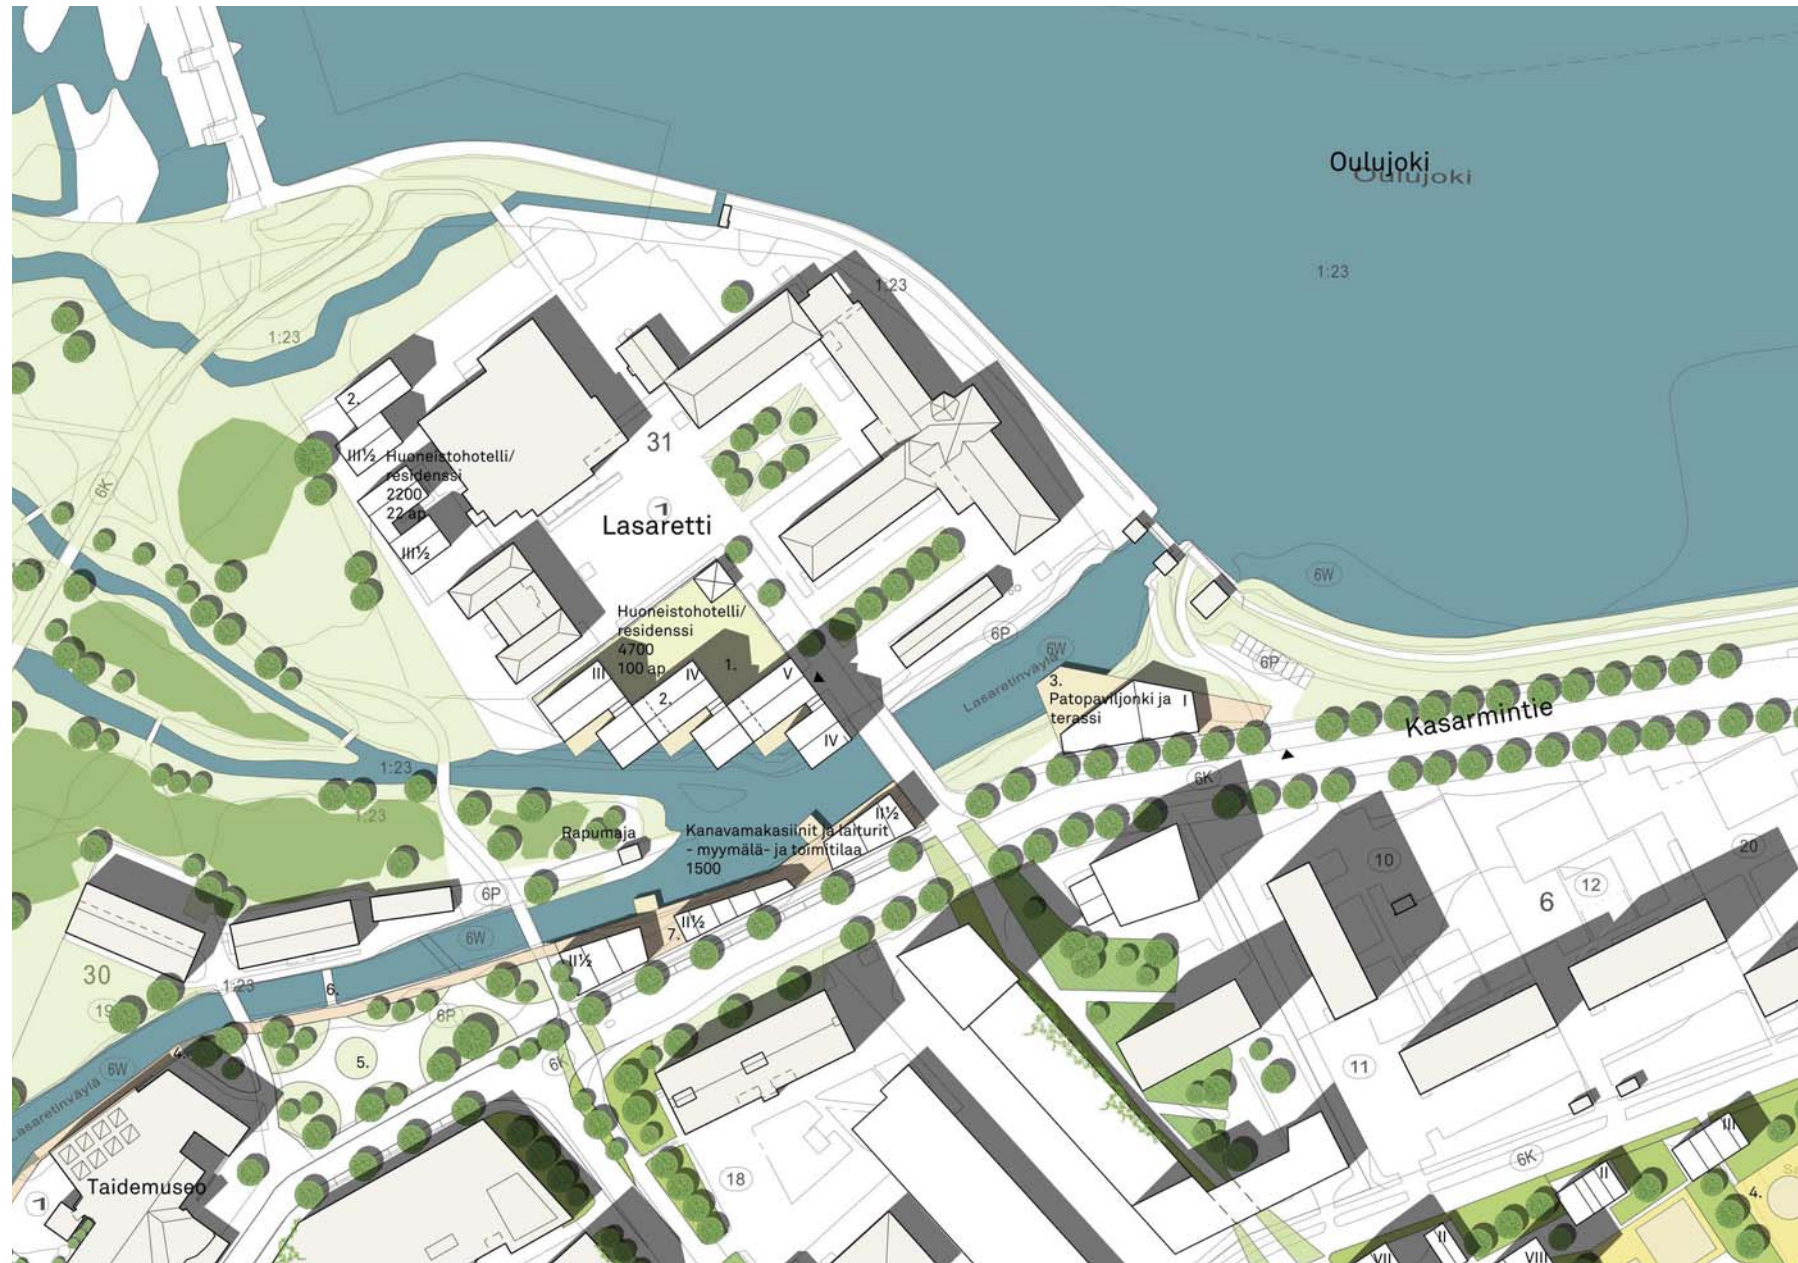 Oulujoki
Oulujoki
1:23
1:23
1:23
2.
III½
Huoneistohotelli/
residenssi
2200
22 ap
III½
31
1
Lasaretti
6K
Huoneistohotelli/
residenssi
4700
100 ap
III
IV
1.
V
2.
IV
6P
6W
6W
Lasaretinväylä
6P
3.
Patopaviljonki ja
terassi
I
Kasarmintie
6K
1:23
1:23
Rapumaja
Kanavamakasiinit ja laiturit
- myymälä- ja toimitilaa
1500
II½
10
20
12
6
6P
6W
7.
II½
II½
30
19
1:23
6.
6P
4.
5.
6K
6W
Lasaretinväylä
11
1
Taidemuseo
18
6K
III
II
4.
II
VII
VIII